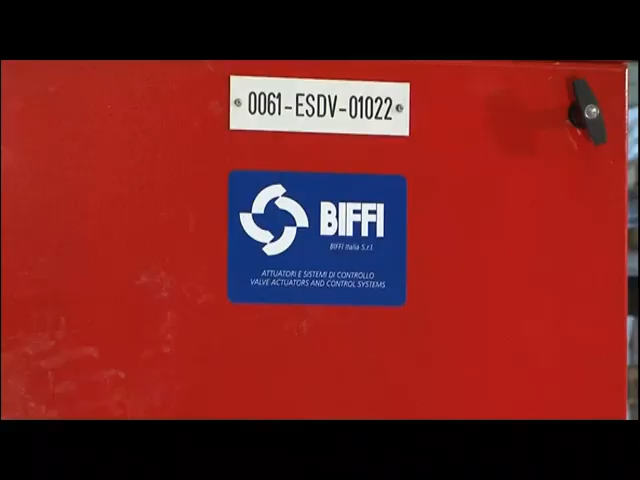 0061-ESDV-01022
BIFFI
BIFFI Italia S.r.l.
ATTUATORI E SISTEMI DI CONTROLLO
VALVE ACTUATORS AND CONTROL SYSTEMS